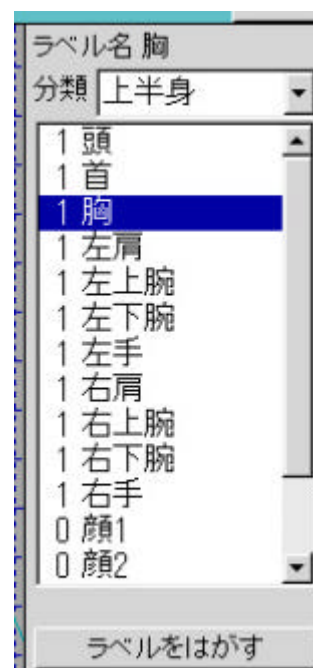 ラベル名 胸
分類 上半身
1 頭
1 首
1 胸
1 左肩
1 左上腕
1 左下腕
1 左手
1 右肩
1 右上腕
1 右下腕
1 右手
0 顔1
0 顔2
ラベルをはがす